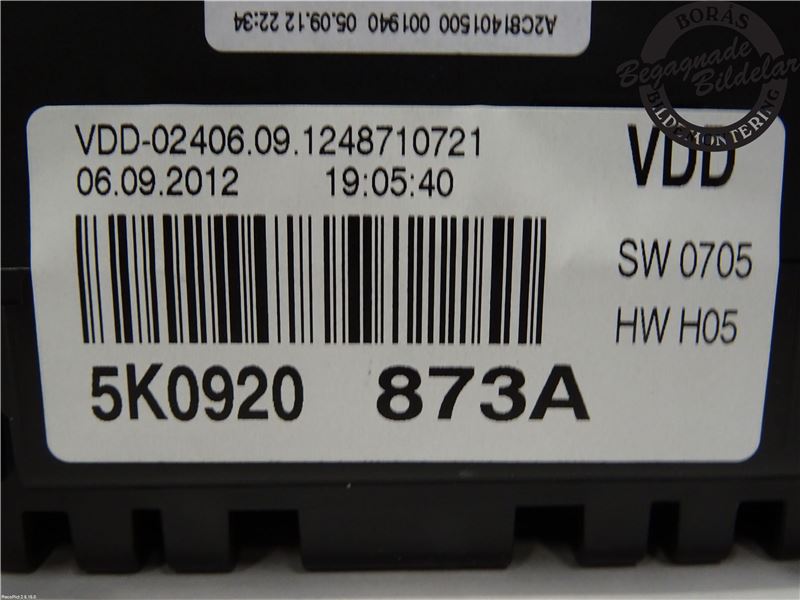 A2C81401500 001940 05.09.12 22:34
BORÅS
Begagnade
Bildelar
BILDEMONTERING
VDD-02406.09.1248710721
06.09.2012 19:05:40
VDD
SW 0705
HW H05
5K0920 873A